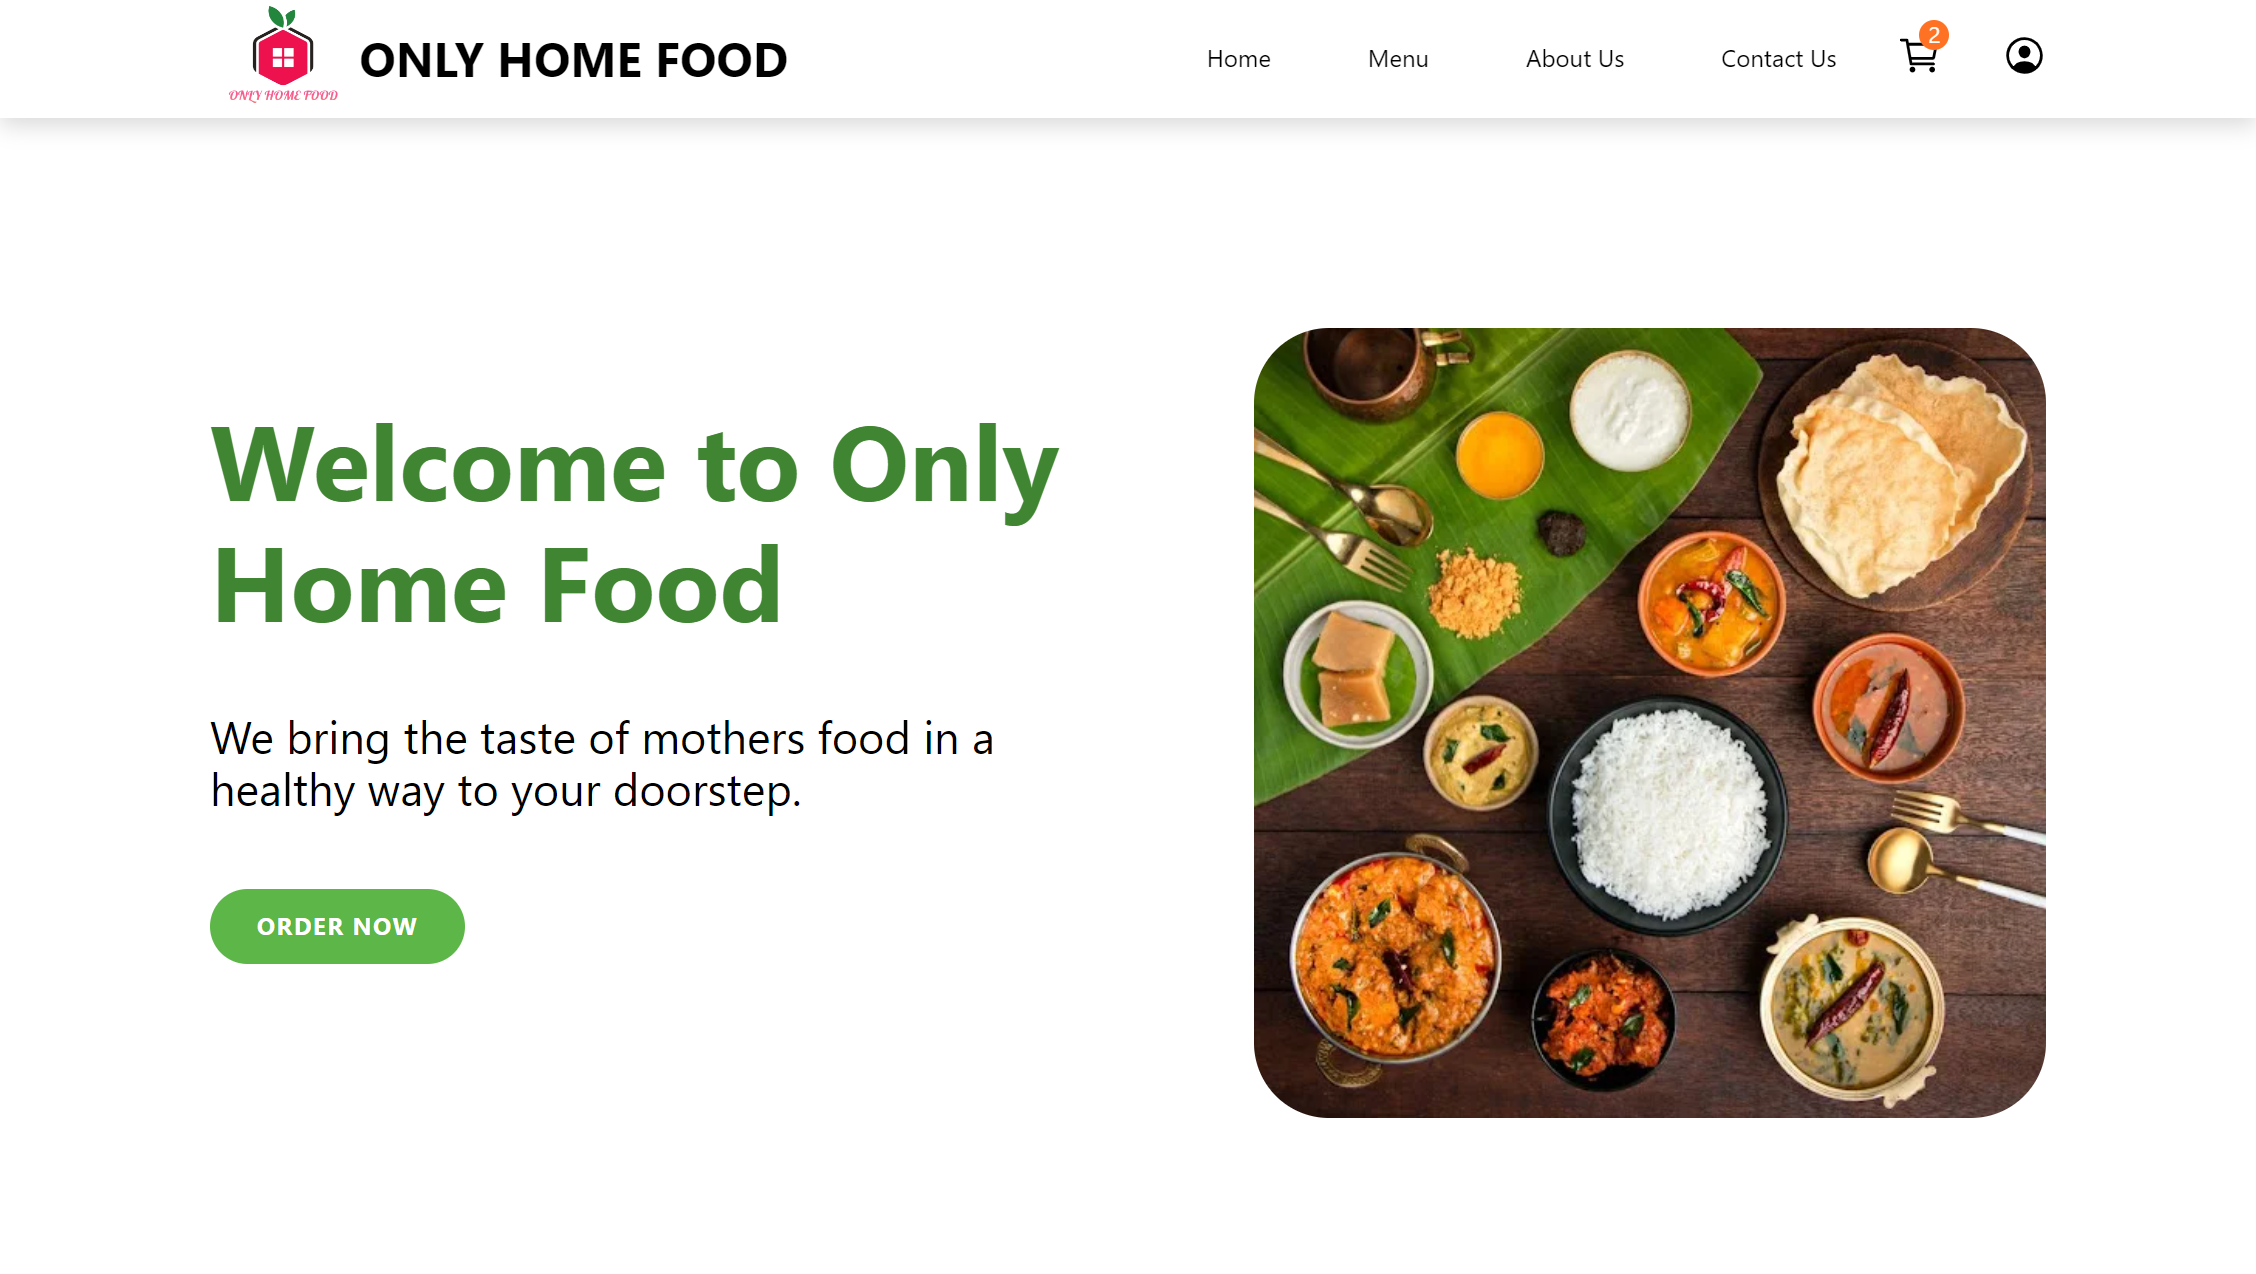 ONLY HOME FOOD
ONLY HOME FOOD
Home
Menu
About Us
Contact Us
2
Welcome to Only
Home Food
We bring the taste of mothers food in a
healthy way to your doorstep.
ORDER NOW